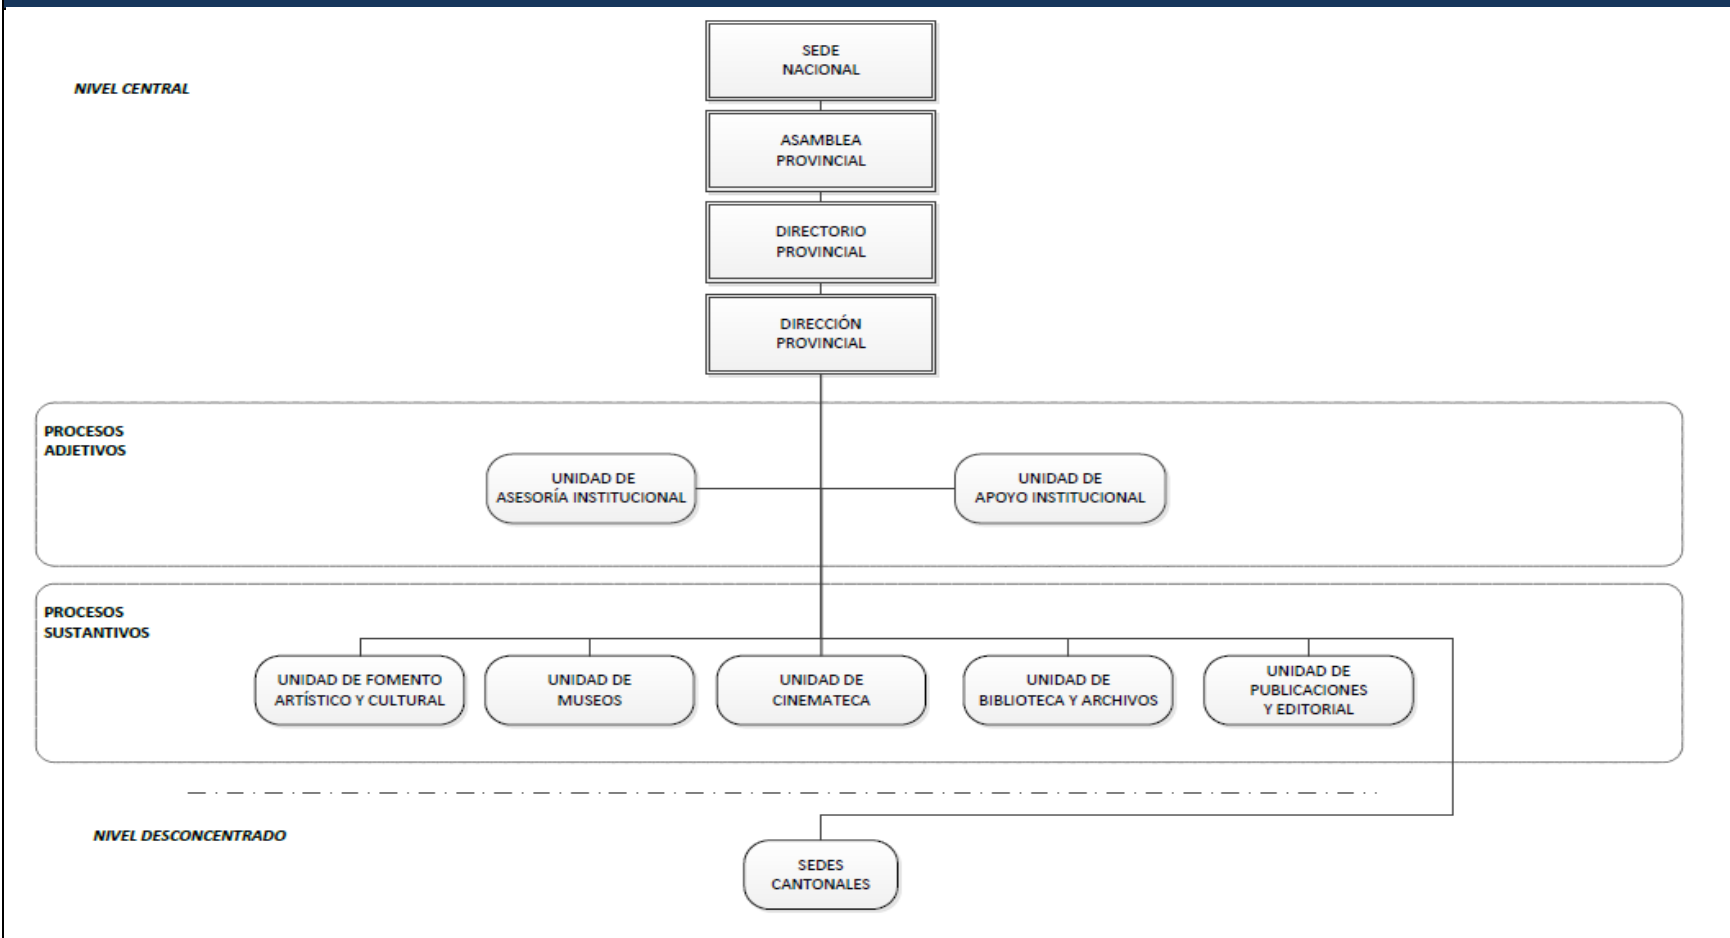 SEDE
NACIONAL
NIVEL CENTRAL
ASAMBLEA
PROVINCIAL
DIRECTORIO
PROVINCIAL
DIRECCIÓN
PROVINCIAL
PROCESOS
ADJETIVOS
UNIDAD DE
ASESORÍA INSTITUCIONAL
UNIDAD DE
APOYO INSTITUCIONAL
PROCESOS
SUSTANTIVOS
UNIDAD DE FOMENTO
ARTÍSTICO Y CULTURAL
UNIDAD DE
MUSEOS
UNIDAD DE
CINEMATECA
UNIDAD DE
BIBLIOTECA Y ARCHIVOS
UNIDAD DE
PUBLICACIONES
Y EDITORIAL
NIVEL DESCONCENTRADO
SEDES
CANTONALES